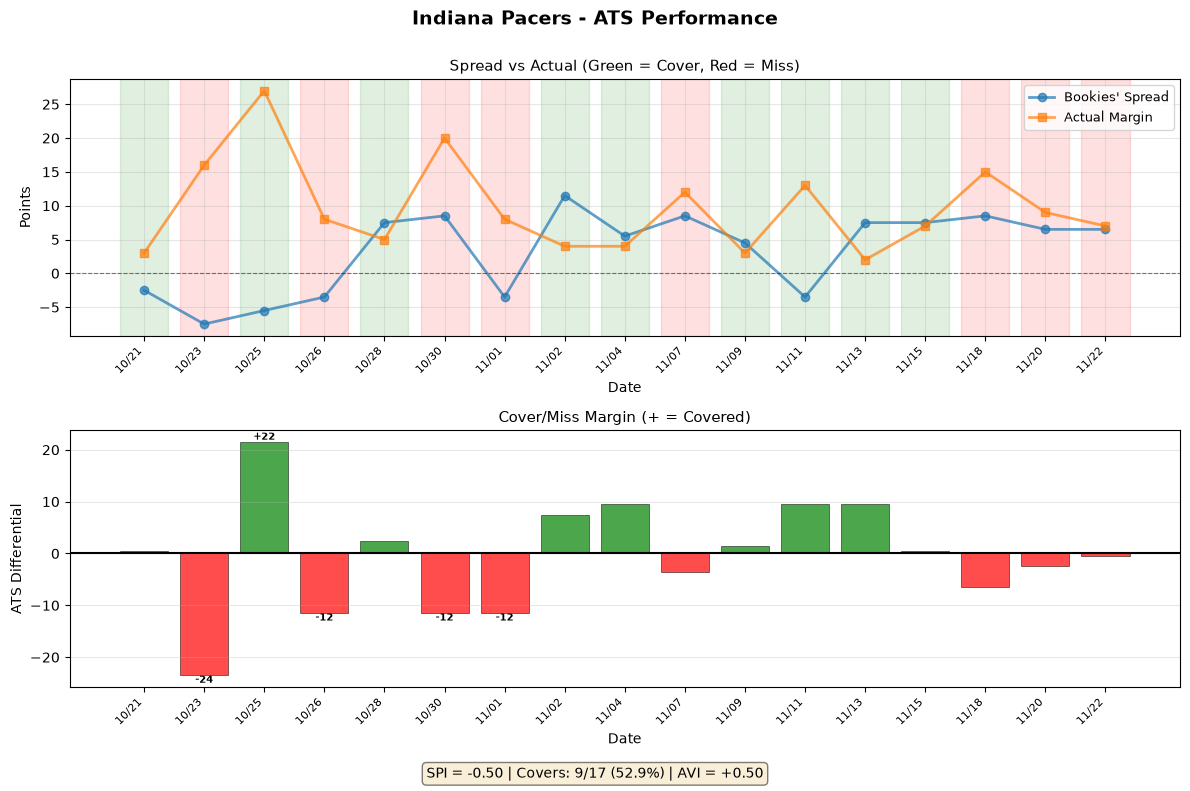 Indiana Pacers - ATS Performance
Spread vs Actual (Green = Cover, Red = Miss)
Bookies' Spread
Actual Margin
Points
25
20
15
10
5
0
−5
10/21 10/23 10/25 10/26 10/28 10/30 11/01 11/02 11/04 11/07 11/09 11/11 11/13 11/15 11/18 11/20 11/22
Date
Cover/Miss Margin (+ = Covered)
ATS Differential
20
10
0
−10
−20
+22
-24
-12
-12
-12
10/21 10/23 10/25 10/26 10/28 10/30 11/01 11/02 11/04 11/07 11/09 11/11 11/13 11/15 11/18 11/20 11/22
Date
SPI = -0.50 | Covers: 9/17 (52.9%) | AVI = +0.50